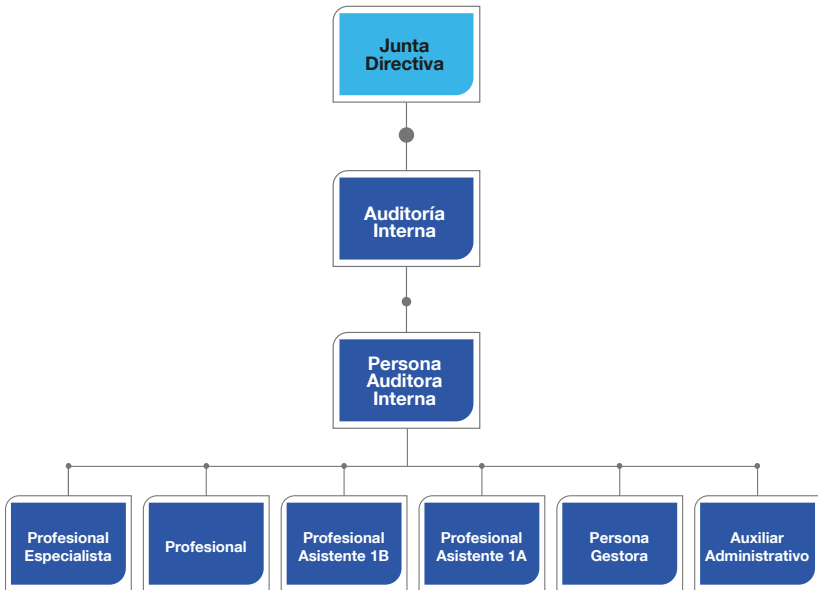 Junta
Directiva
Auditoría
Interna
Persona
Auditora
Interna
Profesional
Especialista
Profesional
Profesional
Asistente 1B
Profesional
Asistente 1A
Persona
Gestora
Auxiliar
Administrativo